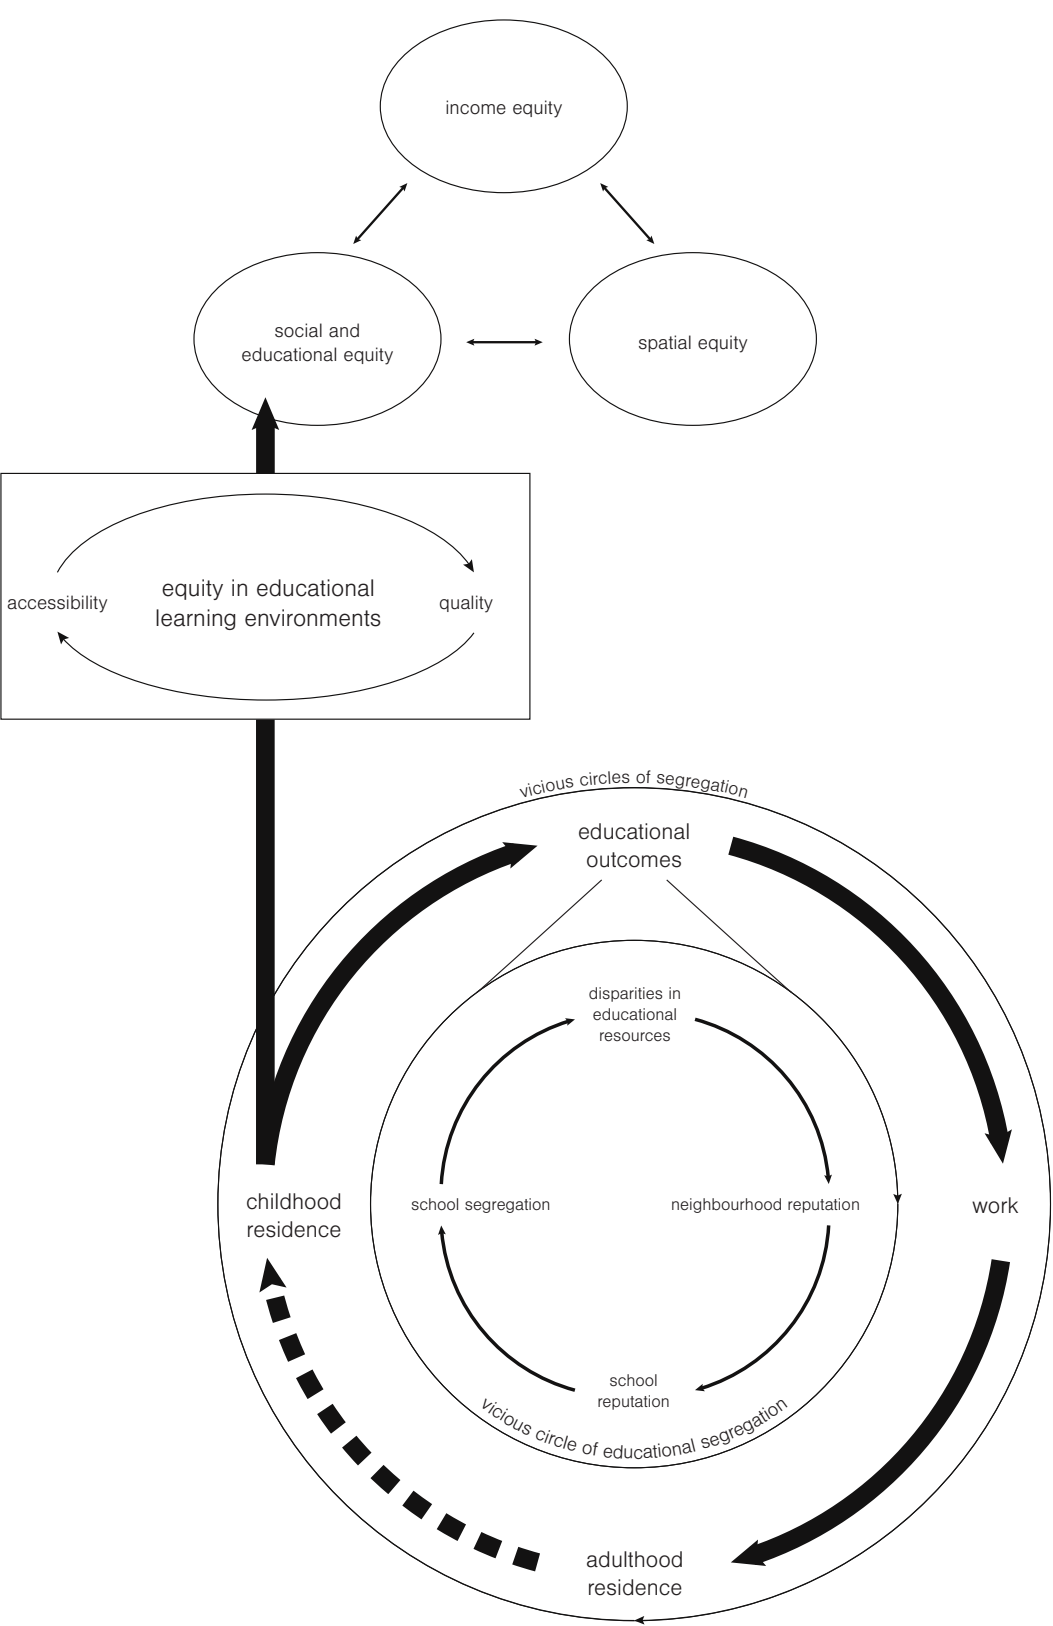 income equity
social and
educational equity
spatial equity
accessibility
equity in educational
learning environments
quality
vicious circles of segregation
educational
outcomes
disparities in
educational
resources
childhood
residence
school segregation
neighbourhood reputation
work
school
reputation
vicious circle of educational segregation
adulthood
residence